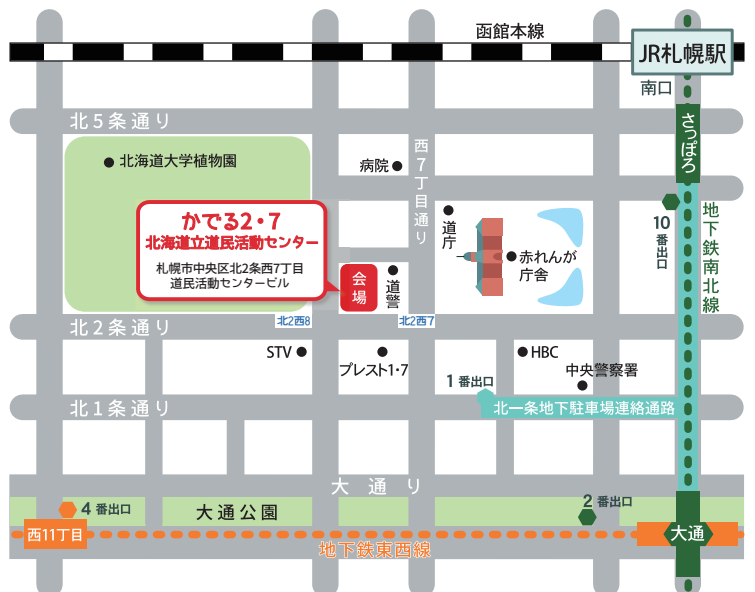 函館本線
JR札幌駅
南口
北5条通り
さっぽろ
北海道大学植物園
病院
西7丁目通り
かでる2・7
北海道立道民活動センター
札幌市中央区北2条西7丁目
道民活動センタービル
道庁
赤れんが
庁舎
10
番出口
地下鉄南北線
会場
道警
北2西8
北2西7
北2条通り
STV
プレスト1・7
HBC
中央警察署
1 番出口
北1条通り
北一条地下駐車場連絡通路
大通り
4 番出口
大通公園
2 番出口
西11丁目
大通
地下鉄東西線